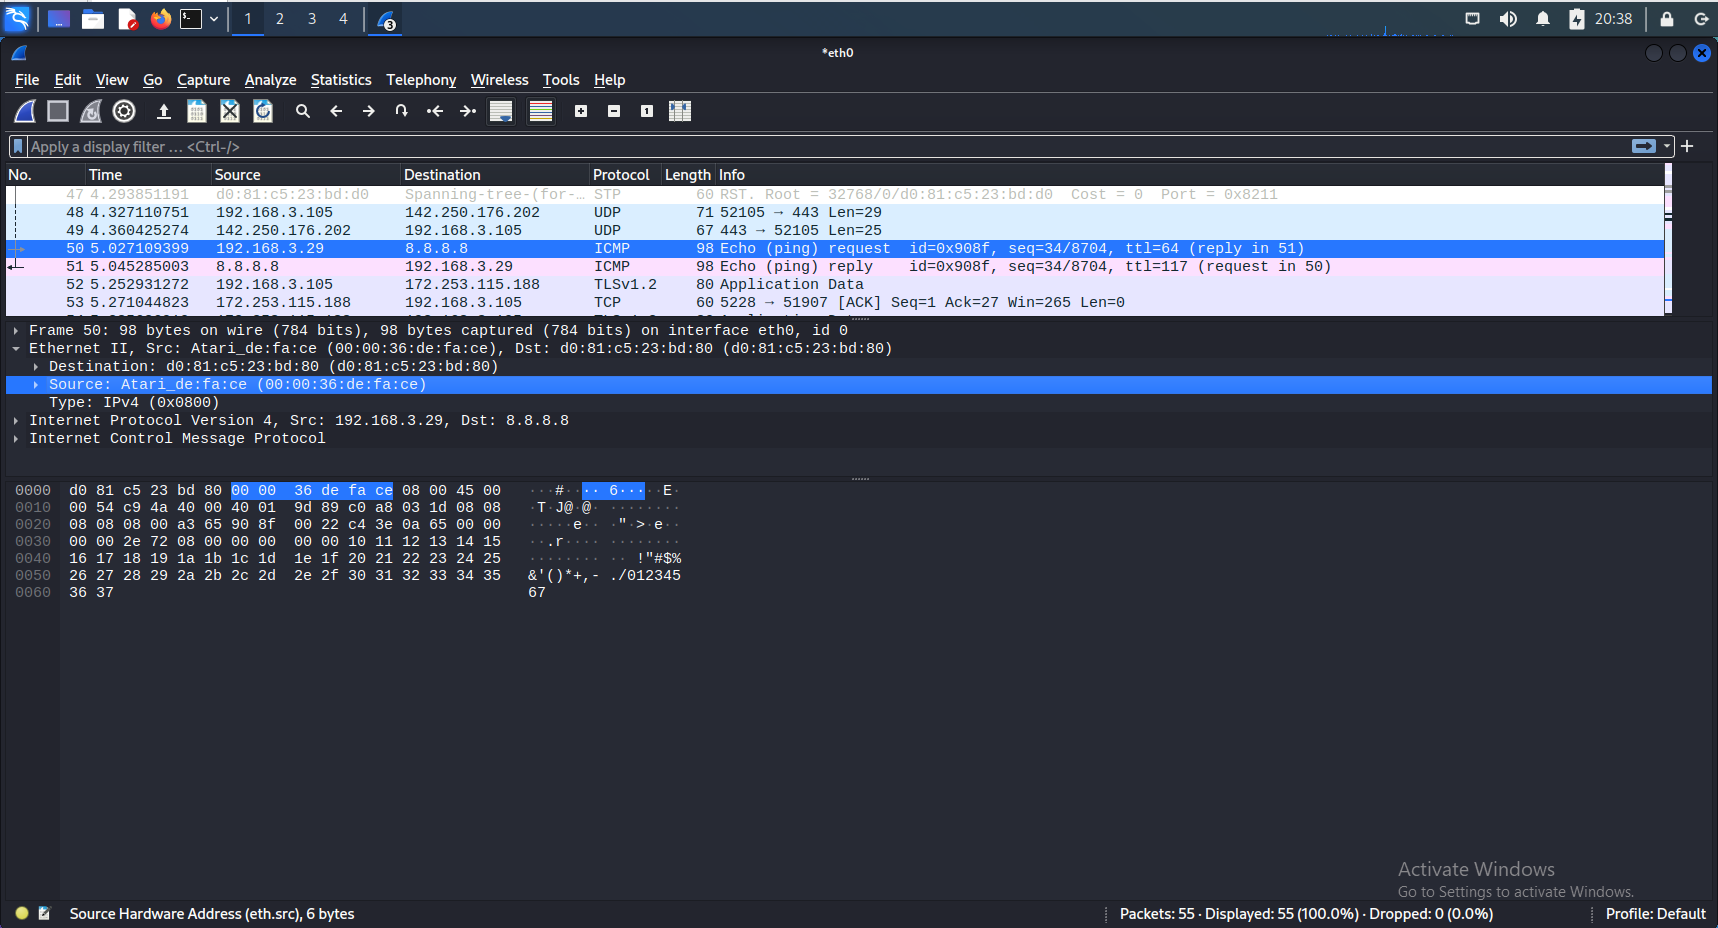 1 2 3 4 3 20:38
*eth0
File Edit View Go Capture Analyze Statistics Telephony Wireless Tools Help
Apply a display filter … <Ctrl-/>
No. Time Source Destination Protocol Length Info
47 4.293851191 d0:81:c5:23:bd:d0 Spanning-tree-(for-… STP 60 RST. Root = 32768/0/d0:81:c5:23:bd:d0 Cost = 0 Port = 0x8211
48 4.327110751 192.168.3.105 142.250.176.202 UDP 71 52105 → 443 Len=29
49 4.360425274 142.250.176.202 192.168.3.105 UDP 67 443 → 52105 Len=25
50 5.027109399 192.168.3.29 8.8.8.8 ICMP 98 Echo (ping) request id=0x908f, seq=34/8704, ttl=64 (reply in 51)
51 5.045285003 8.8.8.8 192.168.3.29 ICMP 98 Echo (ping) reply id=0x908f, seq=34/8704, ttl=117 (request in 50)
52 5.252931272 192.168.3.105 172.253.115.188 TLSv1.2 80 Application Data
53 5.271044823 172.253.115.188 192.168.3.105 TCP 60 5228 → 51907 [ACK] Seq=1 Ack=27 Win=265 Len=0
Frame 50: 98 bytes on wire (784 bits), 98 bytes captured (784 bits) on interface eth0, id 0
Ethernet II, Src: Atari_de:fa:ce (00:00:36:de:fa:ce), Dst: d0:81:c5:23:bd:80 (d0:81:c5:23:bd:80)
Destination: d0:81:c5:23:bd:80 (d0:81:c5:23:bd:80)
Source: Atari_de:fa:ce (00:00:36:de:fa:ce)
Type: IPv4 (0x0800)
Internet Protocol Version 4, Src: 192.168.3.29, Dst: 8.8.8.8
Internet Control Message Protocol
0000 d0 81 c5 23 bd 80 00 00 36 de fa ce 08 00 45 00 ···#·· ·· 6·····E·
0010 00 54 c9 4a 40 00 40 01 9d 89 c0 a8 03 1d 08 08 ·T·J@·@· ········
0020 08 08 08 00 a3 65 90 8f 00 22 c4 3e 0a 65 00 00 ·····e·· ·"·>·e··
0030 00 00 2e 72 08 00 00 00 00 00 10 11 12 13 14 15 ··.r···· ········
0040 16 17 18 19 1a 1b 1c 1d 1e 1f 20 21 22 23 24 25 ········ ·· !"#$%
0050 26 27 28 29 2a 2b 2c 2d 2e 2f 30 31 32 33 34 35 &'()*+,- ./012345
0060 36 37 67
Activate Windows
Go to Settings to activate Windows.
Source Hardware Address (eth.src), 6 bytes Packets: 55 · Displayed: 55 (100.0%) · Dropped: 0 (0.0%) Profile: Default